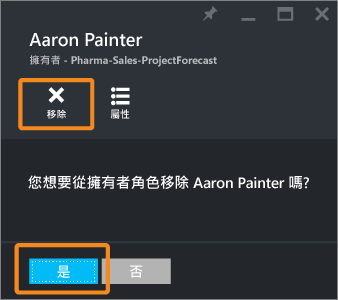 Aaron Painter
擁有者 - Pharma-Sales-ProjectForecast
移除
屬性
您想要從擁有者角色移除 Aaron Painter 嗎?
是
否